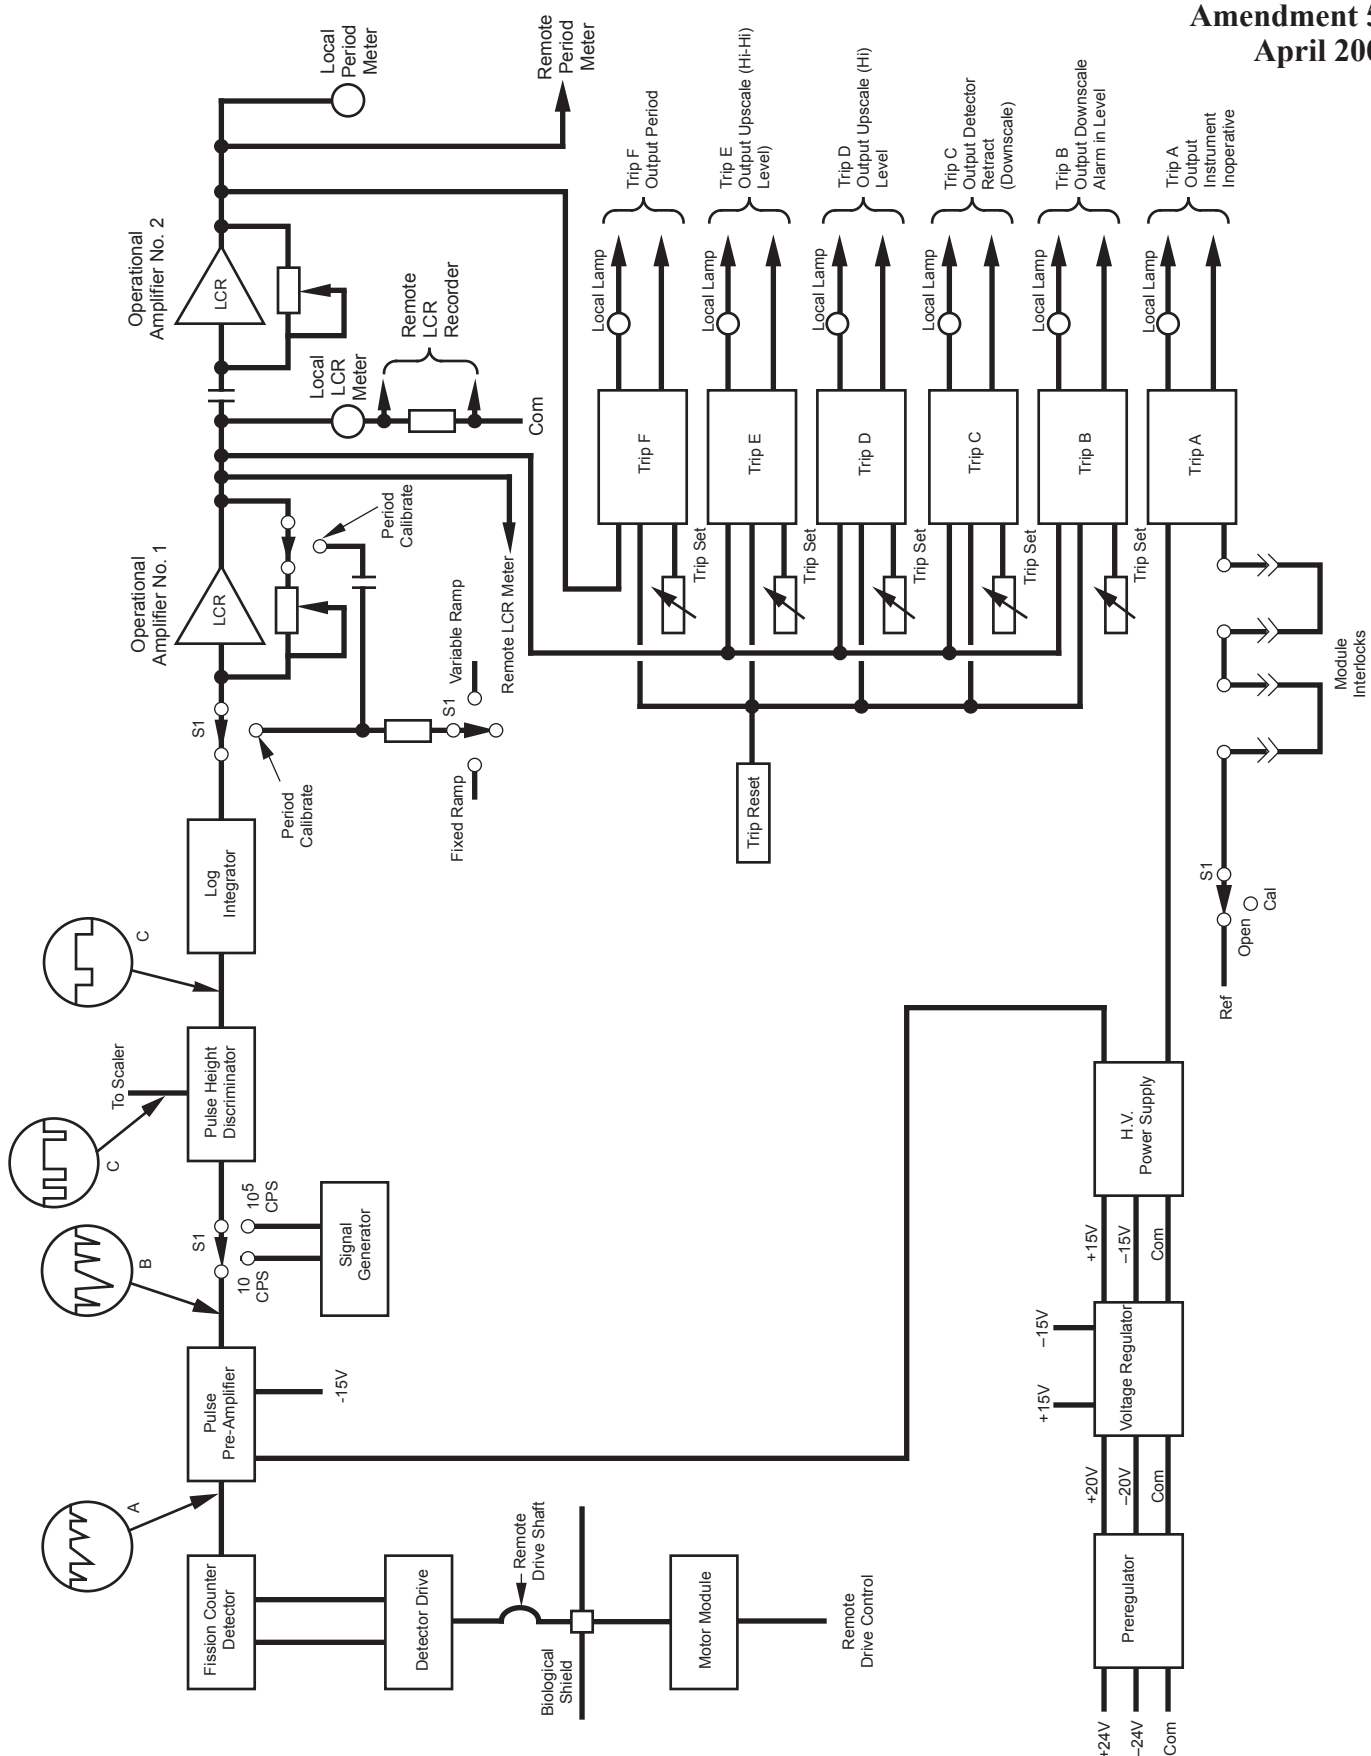 Amendment 5
April 200
Local
Period
Meter
Remote
Period
Meter
Operational
Amplifier No. 2
LCR
Remote
LCR
Recorder
Local
LCR
Meter
Com
Operational
Amplifier No. 1
LCR
Period
Calibrate
Remote LCR Meter
Variable Ramp
S1
Fixed Ramp
S1
Period
Calibrate
Log
Integrator
C
To Scaler
C
Pulse Height
Discriminator
S1
10 CPS
10⁵ CPS
Signal
Generator
B
Pulse
Pre-Amplifier
-15V
A
Fission Counter
Detector
Detector Drive
Remote
Drive Shaft
Biological
Shield
Motor Module
Remote
Drive Control
Trip F
Output Period
Trip E
Output Upscale (Hi-Hi)
Level)
Trip D
Output Upscale (Hi)
Level
Trip C
Output Detector
Retract
(Downscale)
Trip B
Output Downscale
Alarm in Level
Trip A
Output
Instrument
Inoperative
Local Lamp
Local Lamp
Local Lamp
Local Lamp
Local Lamp
Local Lamp
Trip F
Trip E
Trip D
Trip C
Trip B
Trip A
Trip Set
Trip Set
Trip Set
Trip Set
Trip Set
Trip Reset
Module
Interlocks
S1
Open
Cal
Ref
H.V.
Power Supply
+15V
–15V
Com
Voltage Regulator
+15V
–15V
+20V
–20V
Com
Preregulator
+24V
–24V
Com